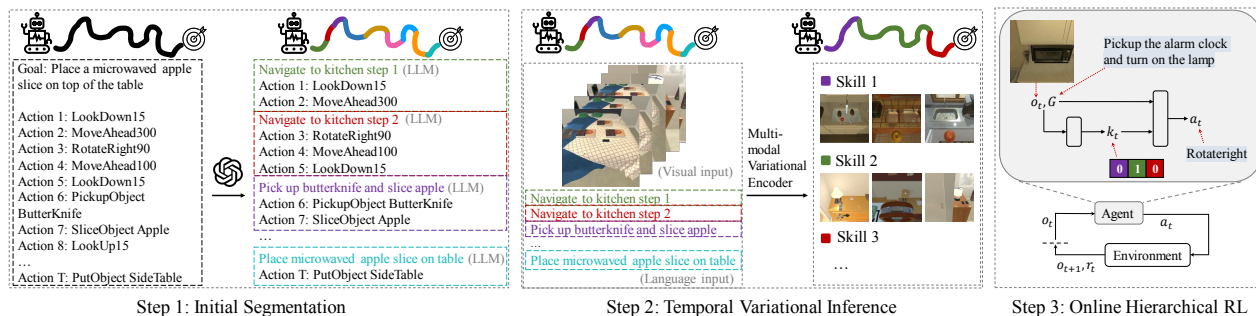 Goal: Place a microwaved apple
slice on top of the table
Action 1: LookDown15
Action 2: MoveAhead300
Action 3: RotateRight90
Action 4: MoveAhead100
Action 5: LookDown15
Action 6: PickupObject
ButterKnife
Action 7: SliceObject Apple
Action 8: LookUp15
…
Action T: PutObject SideTable
Navigate to kitchen step 1 (LLM)
Action 1: LookDown15
Action 2: MoveAhead300
Navigate to kitchen step 2 (LLM)
Action 3: RotateRight90
Action 4: MoveAhead100
Action 5: LookDown15
Pick up butterknife and slice apple (LLM)
Action 6: PickupObject ButterKnife
Action 7: SliceObject Apple
…
Place microwaved apple slice on table (LLM)
Action T: PutObject SideTable
Step 1: Initial Segmentation
(Visual input)
Navigate to kitchen step 1
Navigate to kitchen step 2
Pick up butterknife and slice apple
...
Place microwaved apple slice on table
(Language input)
Multi-
modal
Variational
Encoder
Skill 1
Skill 2
Skill 3
…
Step 2: Temporal Variational Inference
Pickup the alarm clock
and turn on the lamp
o_t, G
k_t
a_t
Rotateright
0 1 0
Agent
o_t
a_t
Environment
o_{t+1}, r_t
Step 3: Online Hierarchical RL